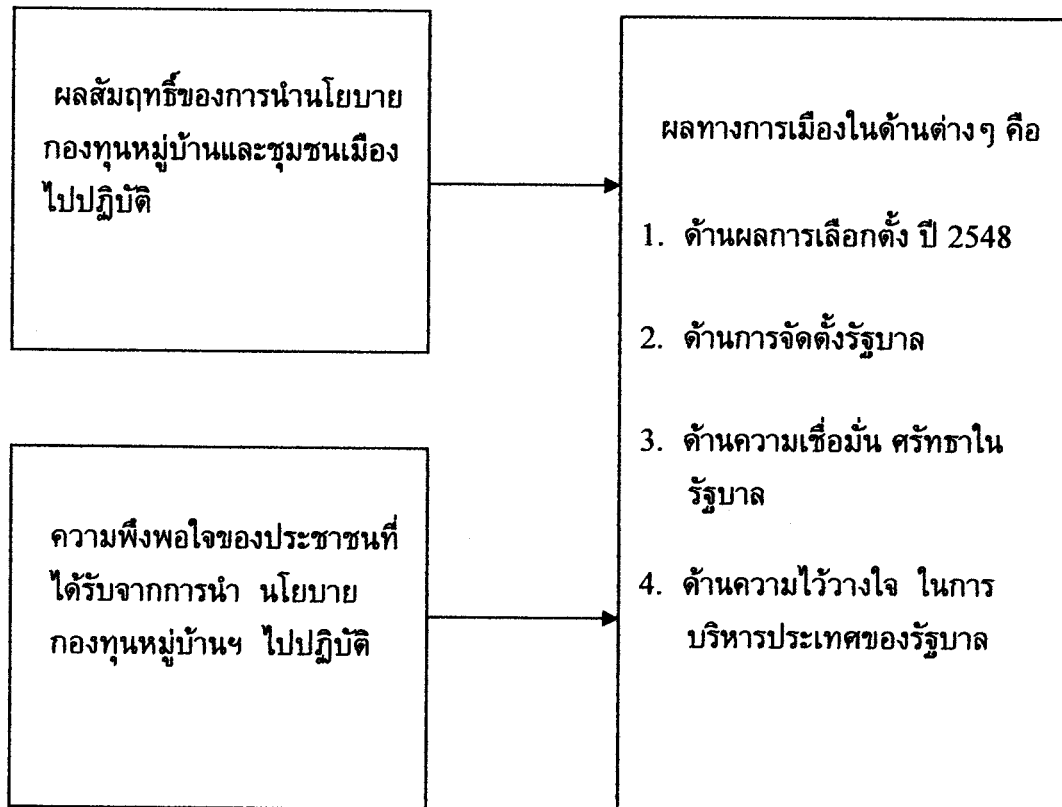 ผลสัมฤทธิ์ของการนำนโยบาย
กองทุนหมู่บ้านและชุมชนเมือง
ไปปฏิบัติ
ความพึงพอใจของประชาชนที่
ได้รับจากการนำ นโยบาย
กองทุนหมู่บ้านฯ ไปปฏิบัติ
ผลทางการเมืองในด้านต่างๆ คือ
1. ด้านผลการเลือกตั้ง ปี 2548
2. ด้านการจัดตั้งรัฐบาล
3. ด้านความเชื่อมั่น ศรัทธาใน
รัฐบาล
4. ด้านความไว้วางใจ ในการ
บริหารประเทศของรัฐบาล